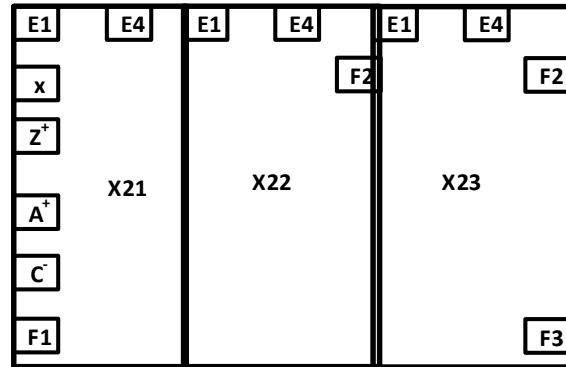 E1 E4 E1 E4 E1 E4
x F2 F2
Z+
X21 X22 X23
A+
C-
F1 F3